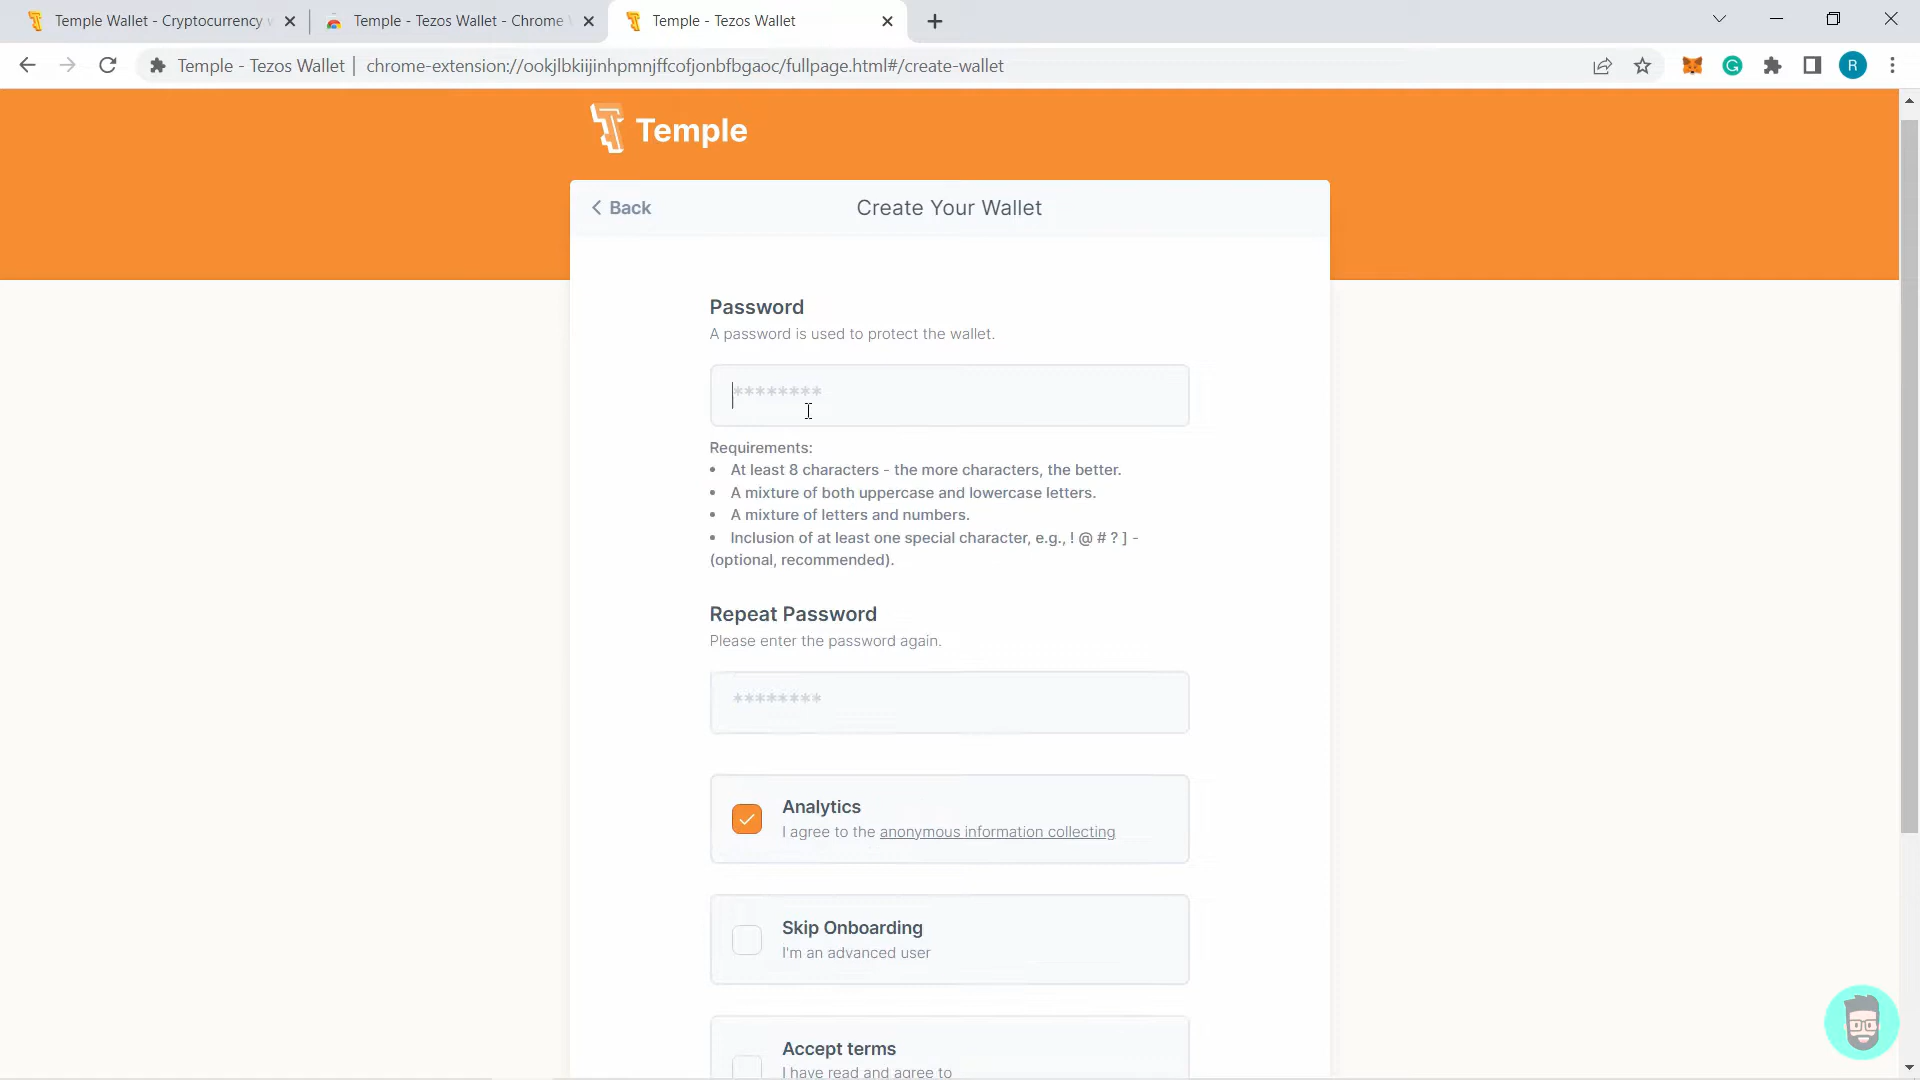 Temple Wallet - Cryptocurrency
Temple - Tezos Wallet - Chrome
Temple - Tezos Wallet
Temple - Tezos Wallet | chrome-extension://ookjlbkiijinhpmnjffcofjonbfbgaoc/fullpage.html#/create-wallet
R
Temple
Back
Create Your Wallet
Password
A password is used to protect the wallet.
********
Requirements:
• At least 8 characters - the more characters, the better.
• A mixture of both uppercase and lowercase letters.
• A mixture of letters and numbers.
• Inclusion of at least one special character, e.g., ! @ # ? ] -
(optional, recommended).
Repeat Password
Please enter the password again.
********
Analytics
I agree to the anonymous information collecting
Skip Onboarding
I'm an advanced user
Accept terms
I have read and agree to